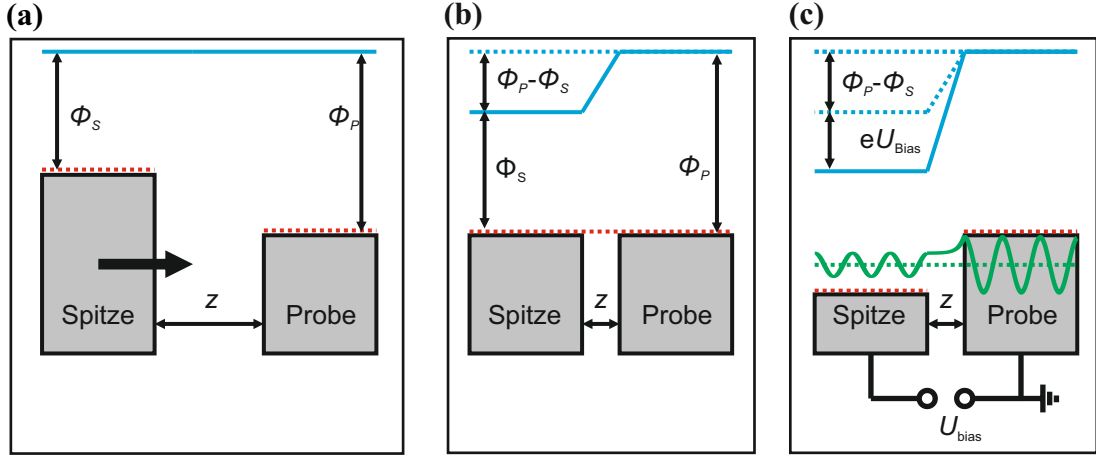 (a)
Φ_S
Φ_P
z
Spitze
Probe
(b)
Φ_P-Φ_S
Φ_S
Φ_P
z
Spitze
Probe
(c)
Φ_P-Φ_S
eU_Bias
z
Spitze
Probe
U_bias